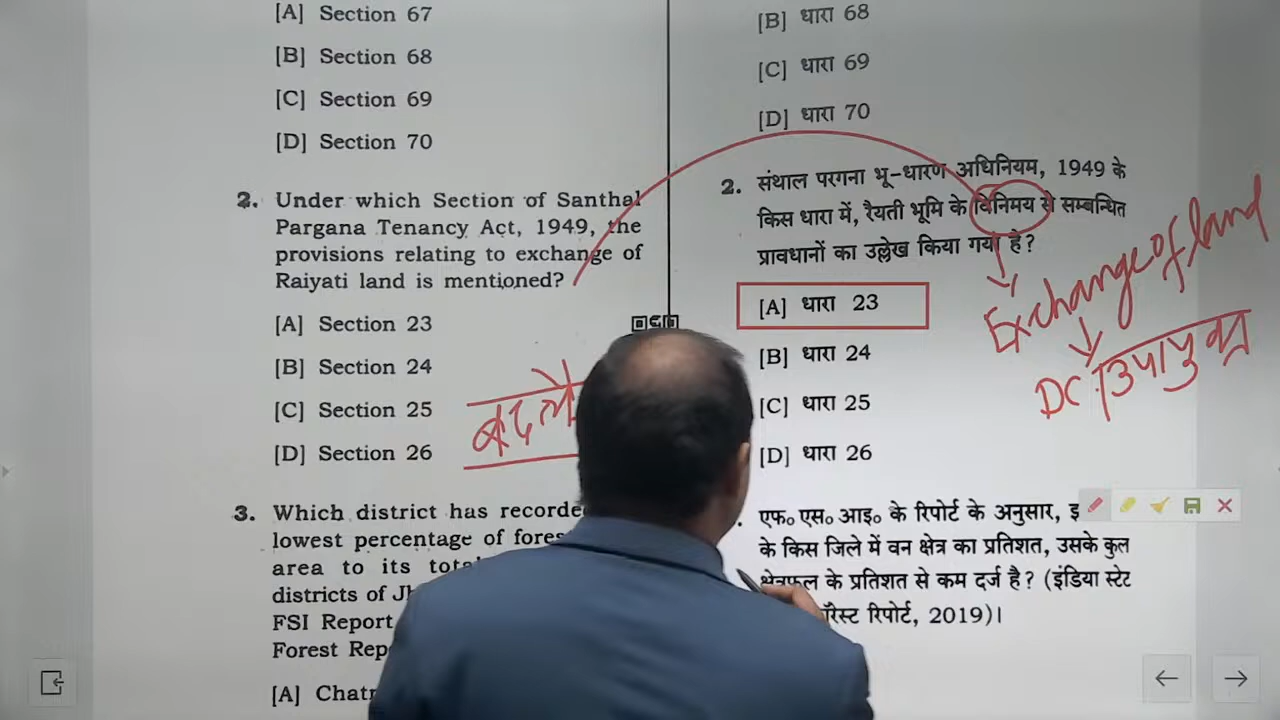 [A] Section 67
[B] Section 68
[C] Section 69
[D] Section 70
2. Under which Section of Santhal
Pargana Tenancy Act, 1949, the
provisions relating to exchange of
Raiyati land is mentioned?
[A] Section 23
[B] Section 24
[C] Section 25
[D] Section 26
3. Which district has recorde
lowest percentage of fores
area to its tota
districts of Jh
FSI Report
Forest Rep
[A] Chatr
[B] धारा 68
[C] धारा 69
[D] धारा 70
2. संथाल परगना भू-धारण अधिनियम, 1949 के
किस धारा में, रैयती भूमि के विनिमय से सम्बन्धित
प्रावधानों का उल्लेख किया गया है?
[A] धारा 23
[B] धारा 24
[C] धारा 25
[D] धारा 26
एफ० एस० आइ० के रिपोर्ट के अनुसार, इ
के किस जिले में वन क्षेत्र का प्रतिशत, उसके कुल
क्षेत्रफल के प्रतिशत से कम दर्ज है? (इंडिया स्टेट
रिपोर्ट, 2019)।
Exchange of land
DC